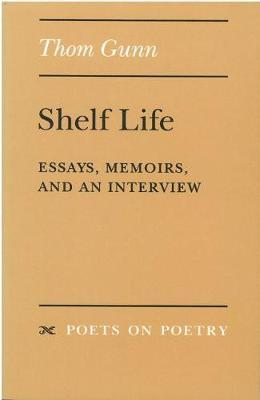 Thom Gunn
Shelf Life
ESSAYS, MEMOIRS,
AND AN INTERVIEW
POETS ON POETRY